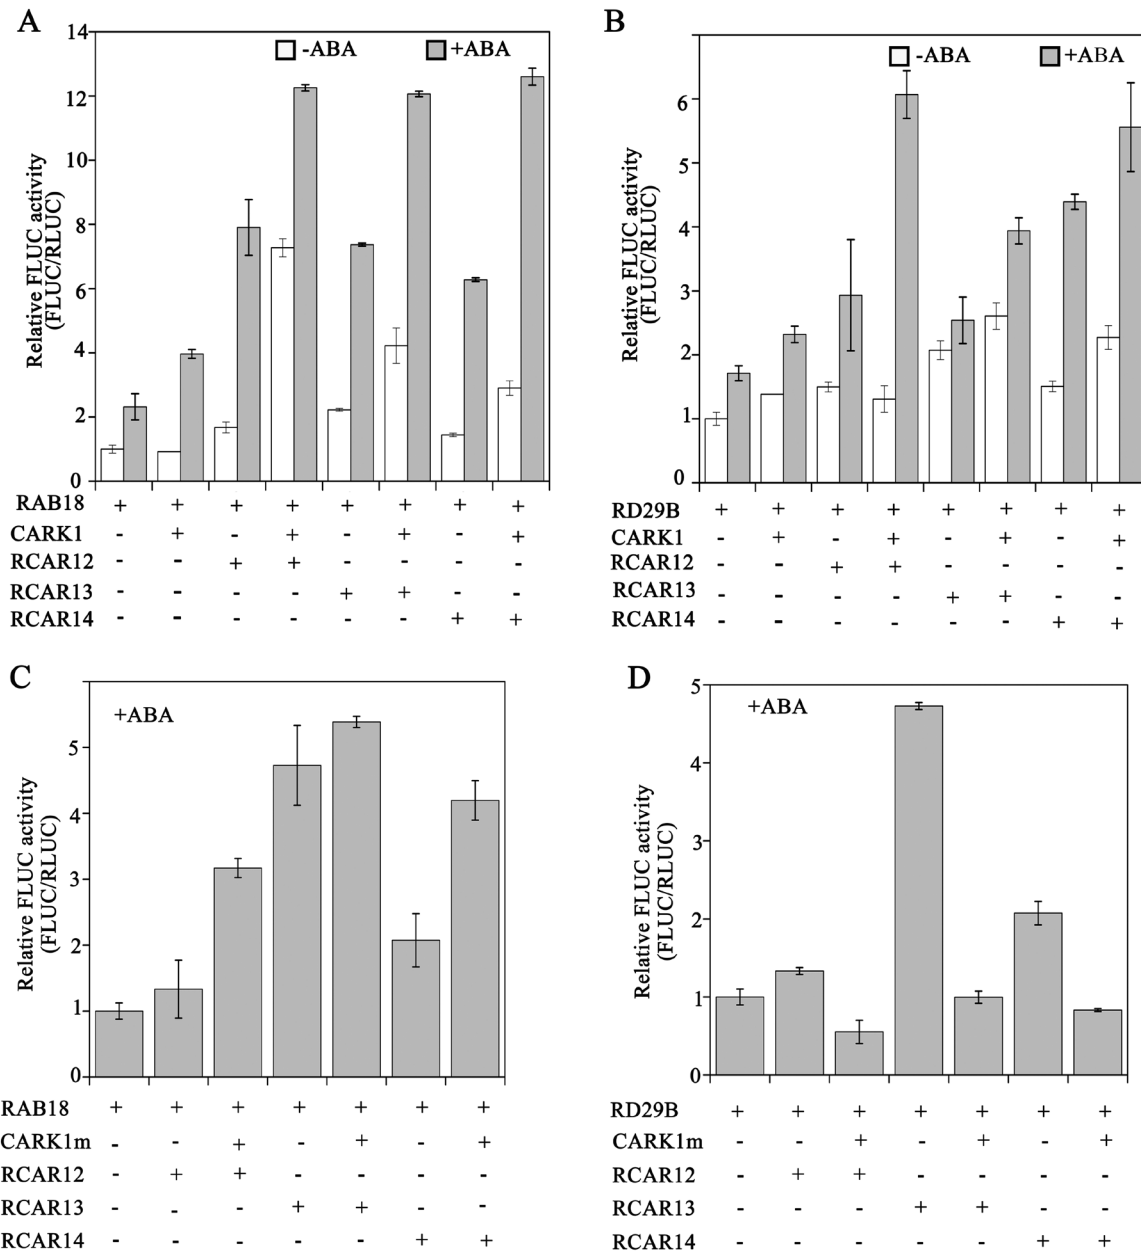 A
Relative FLUC activity
(FLUC/RLUC)
-ABA +ABA
14
12
10
8
6
4
2
0
RAB18 + + + + + + + +
CARK1 - + - + - + - +
RCAR12 - - + + - - - -
RCAR13 - - - - + + - -
RCAR14 - - - - - - + +
B
Relative FLUC activity
(FLUC/RLUC)
-ABA +ABA
6
5
4
3
2
1
0
RD29B + + + + + + + +
CARK1 - + - + - + - +
RCAR12 - - + + - - - -
RCAR13 - - - - + + - -
RCAR14 - - - - - - + +
C
Relative FLUC activity
(FLUC/RLUC)
+ABA
5
4
3
2
1
0
RAB18 + + + + + + +
CARK1m - - + - + - +
RCAR12 - + + - - - -
RCAR13 - - - + + - -
RCAR14 - - - - - + +
D
Relative FLUC activity
(FLUC/RLUC)
+ABA
5
4
3
2
1
0
RD29B + + + + + + +
CARK1m - - + - + - +
RCAR12 - + + - - - -
RCAR13 - - - + + - -
RCAR14 - - - - - + +